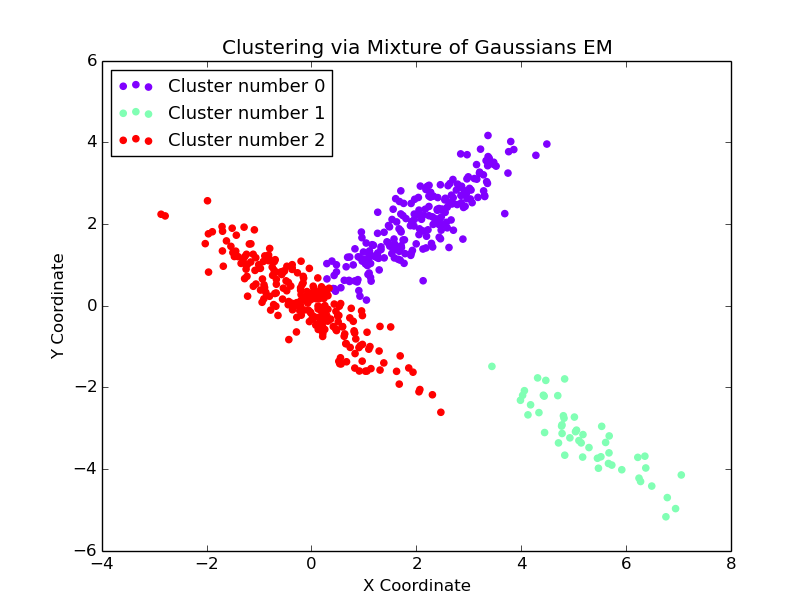 Clustering via Mixture of Gaussians EM
Cluster number 0
Cluster number 1
Cluster number 2
Y Coordinate
6
4
2
0
−2
−4
−6
−4
−2
0
2
4
6
8
X Coordinate